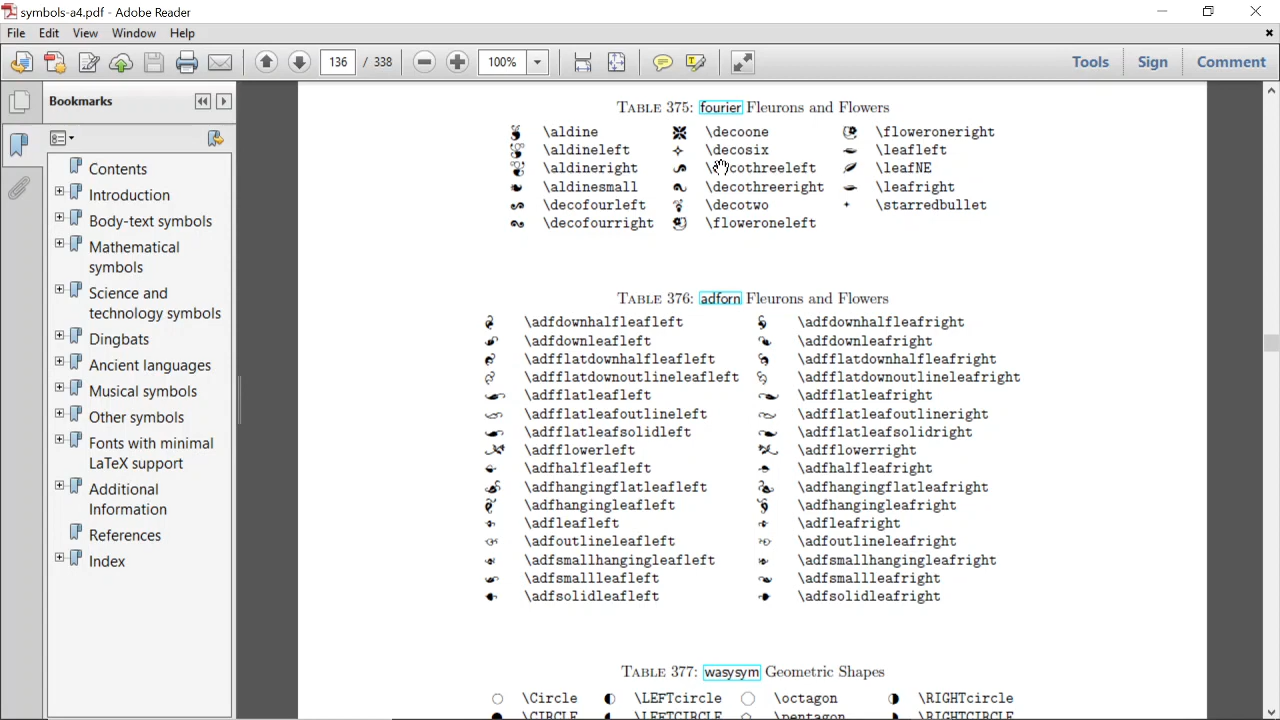 symbols-a4.pdf - Adobe Reader
File Edit View Window Help
136 / 338 100% Tools Sign Comment
Bookmarks
Contents
Introduction
Body-text symbols
Mathematical
symbols
Science and
technology symbols
Dingbats
Ancient languages
Musical symbols
Other symbols
Fonts with minimal
LaTeX support
Additional
Information
References
Index
TABLE 375: fourier Fleurons and Flowers
\aldine \decoone \floweroneright
\aldineleft \decosix \leafleft
\aldineright \decothreeleft \leafNE
\aldinesmall \decothreeright \leafright
\decofourleft \decotwo \starredbullet
\decofourright \floweroneleft
TABLE 376: adforn Fleurons and Flowers
\adfdownhalfleafleft \adfdownhalfleafright
\adfdownleafleft \adfdownleafright
\adfflatdownhalfleafleft \adfflatdownhalfleafright
\adfflatdownoutlineleafleft \adfflatdownoutlineleafright
\adfflatleafleft \adfflatleafright
\adfflatleafoutlineleft \adfflatleafoutlineright
\adfflatleafsolidleft \adfflatleafsolidright
\adfflowerleft \adfflowerright
\adfhalfleafleft \adfhalfleafright
\adfhangingflatleafleft \adfhangingflatleafright
\adfhangingleafleft \adfhangingleafright
\adfleafleft \adfleafright
\adfoutlineleafleft \adfoutlineleafright
\adfsmallhangingleafleft \adfsmallhangingleafright
\adfsmallleafleft \adfsmallleafright
\adfsolidleafleft \adfsolidleafright
TABLE 377: wasysym Geometric Shapes
\Circle \LEFTcircle \octagon \RIGHTcircle
\CIRCLE \LEFTCIRCLE \pentagon \RIGHTCIRCLE